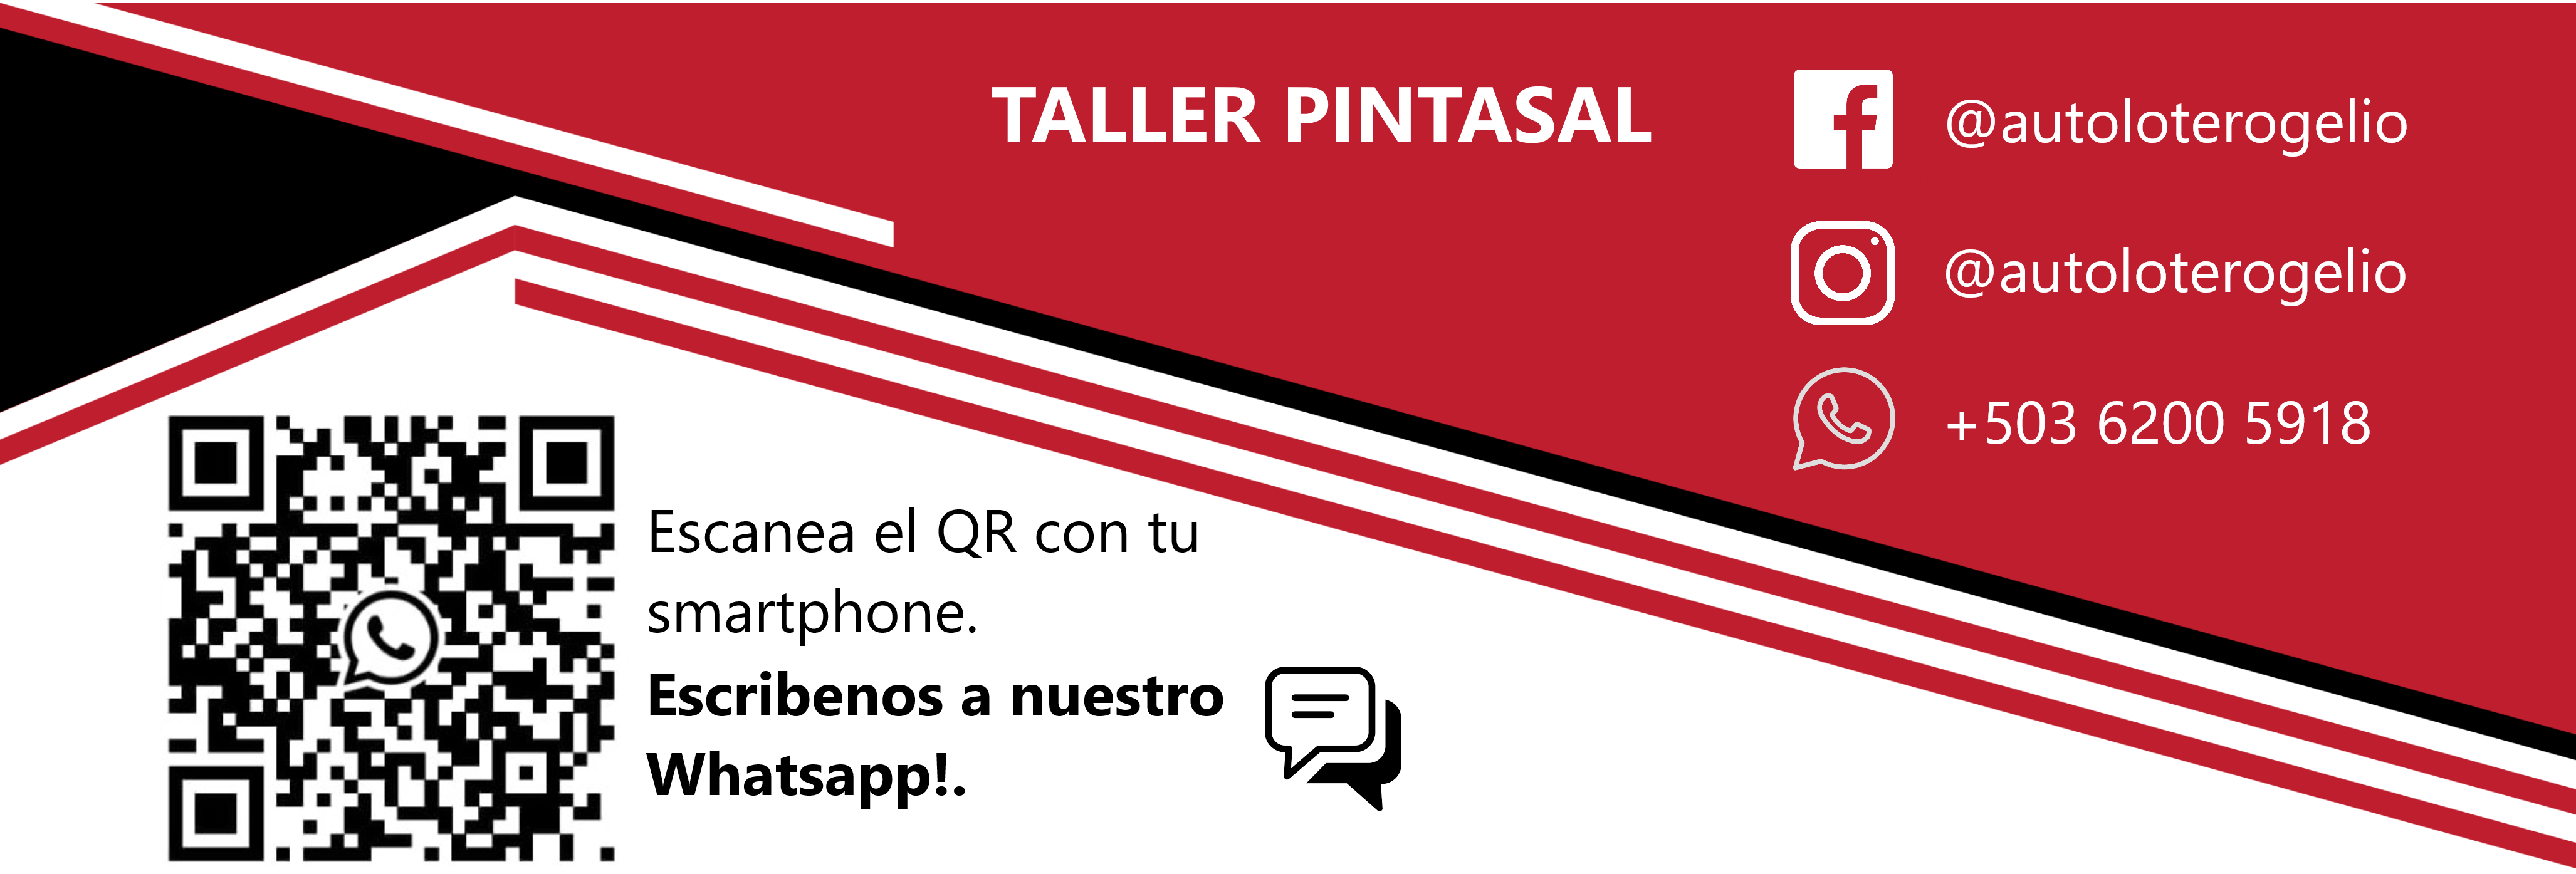 TALLER PINTASAL
@autoloterogelio
@autoloterogelio
+503 6200 5918
Escanea el QR con tu
smartphone.
Escribenos a nuestro
Whatsapp!.